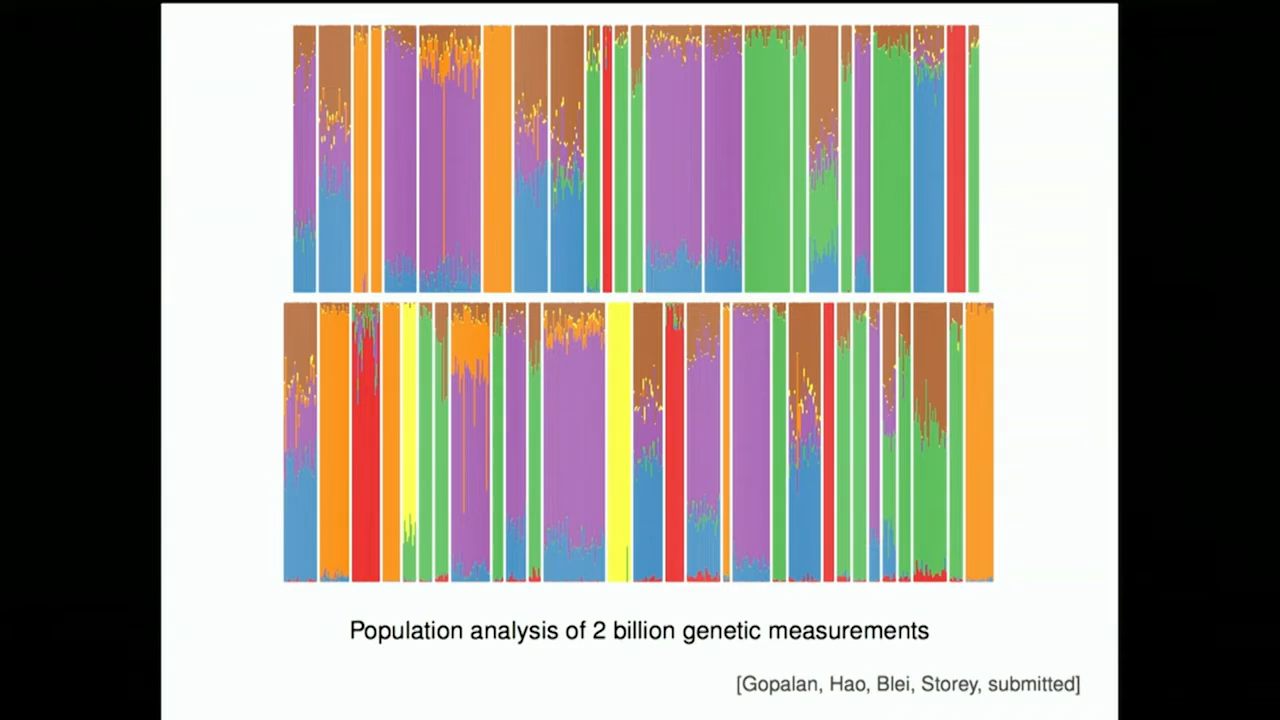 Population analysis of 2 billion genetic measurements
[Gopalan, Hao, Blei, Storey, submitted]